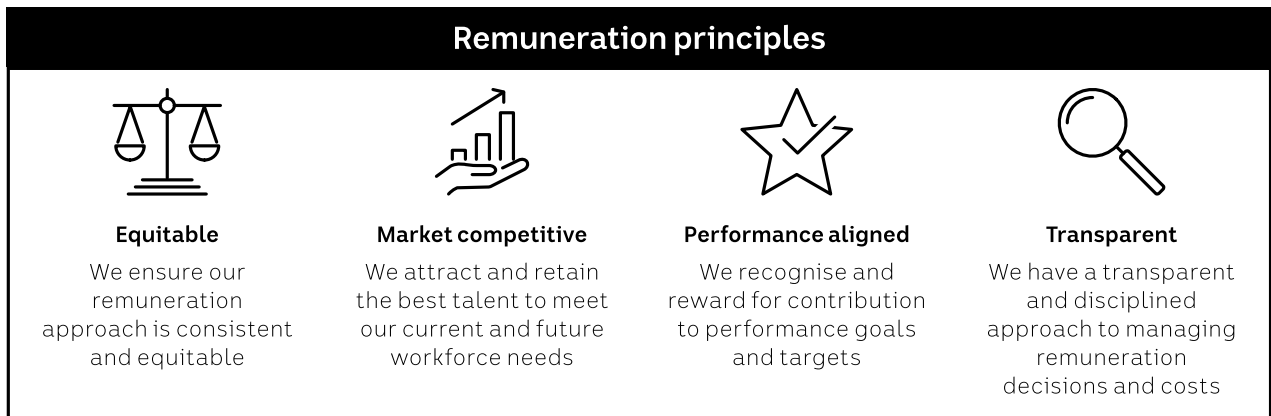 Remuneration principles
Equitable
We ensure our
remuneration
approach is consistent
and equitable
Market competitive
We attract and retain
the best talent to meet
our current and future
workforce needs
Performance aligned
We recognise and
reward for contribution
to performance goals
and targets
Transparent
We have a transparent
and disciplined
approach to managing
remuneration
decisions and costs